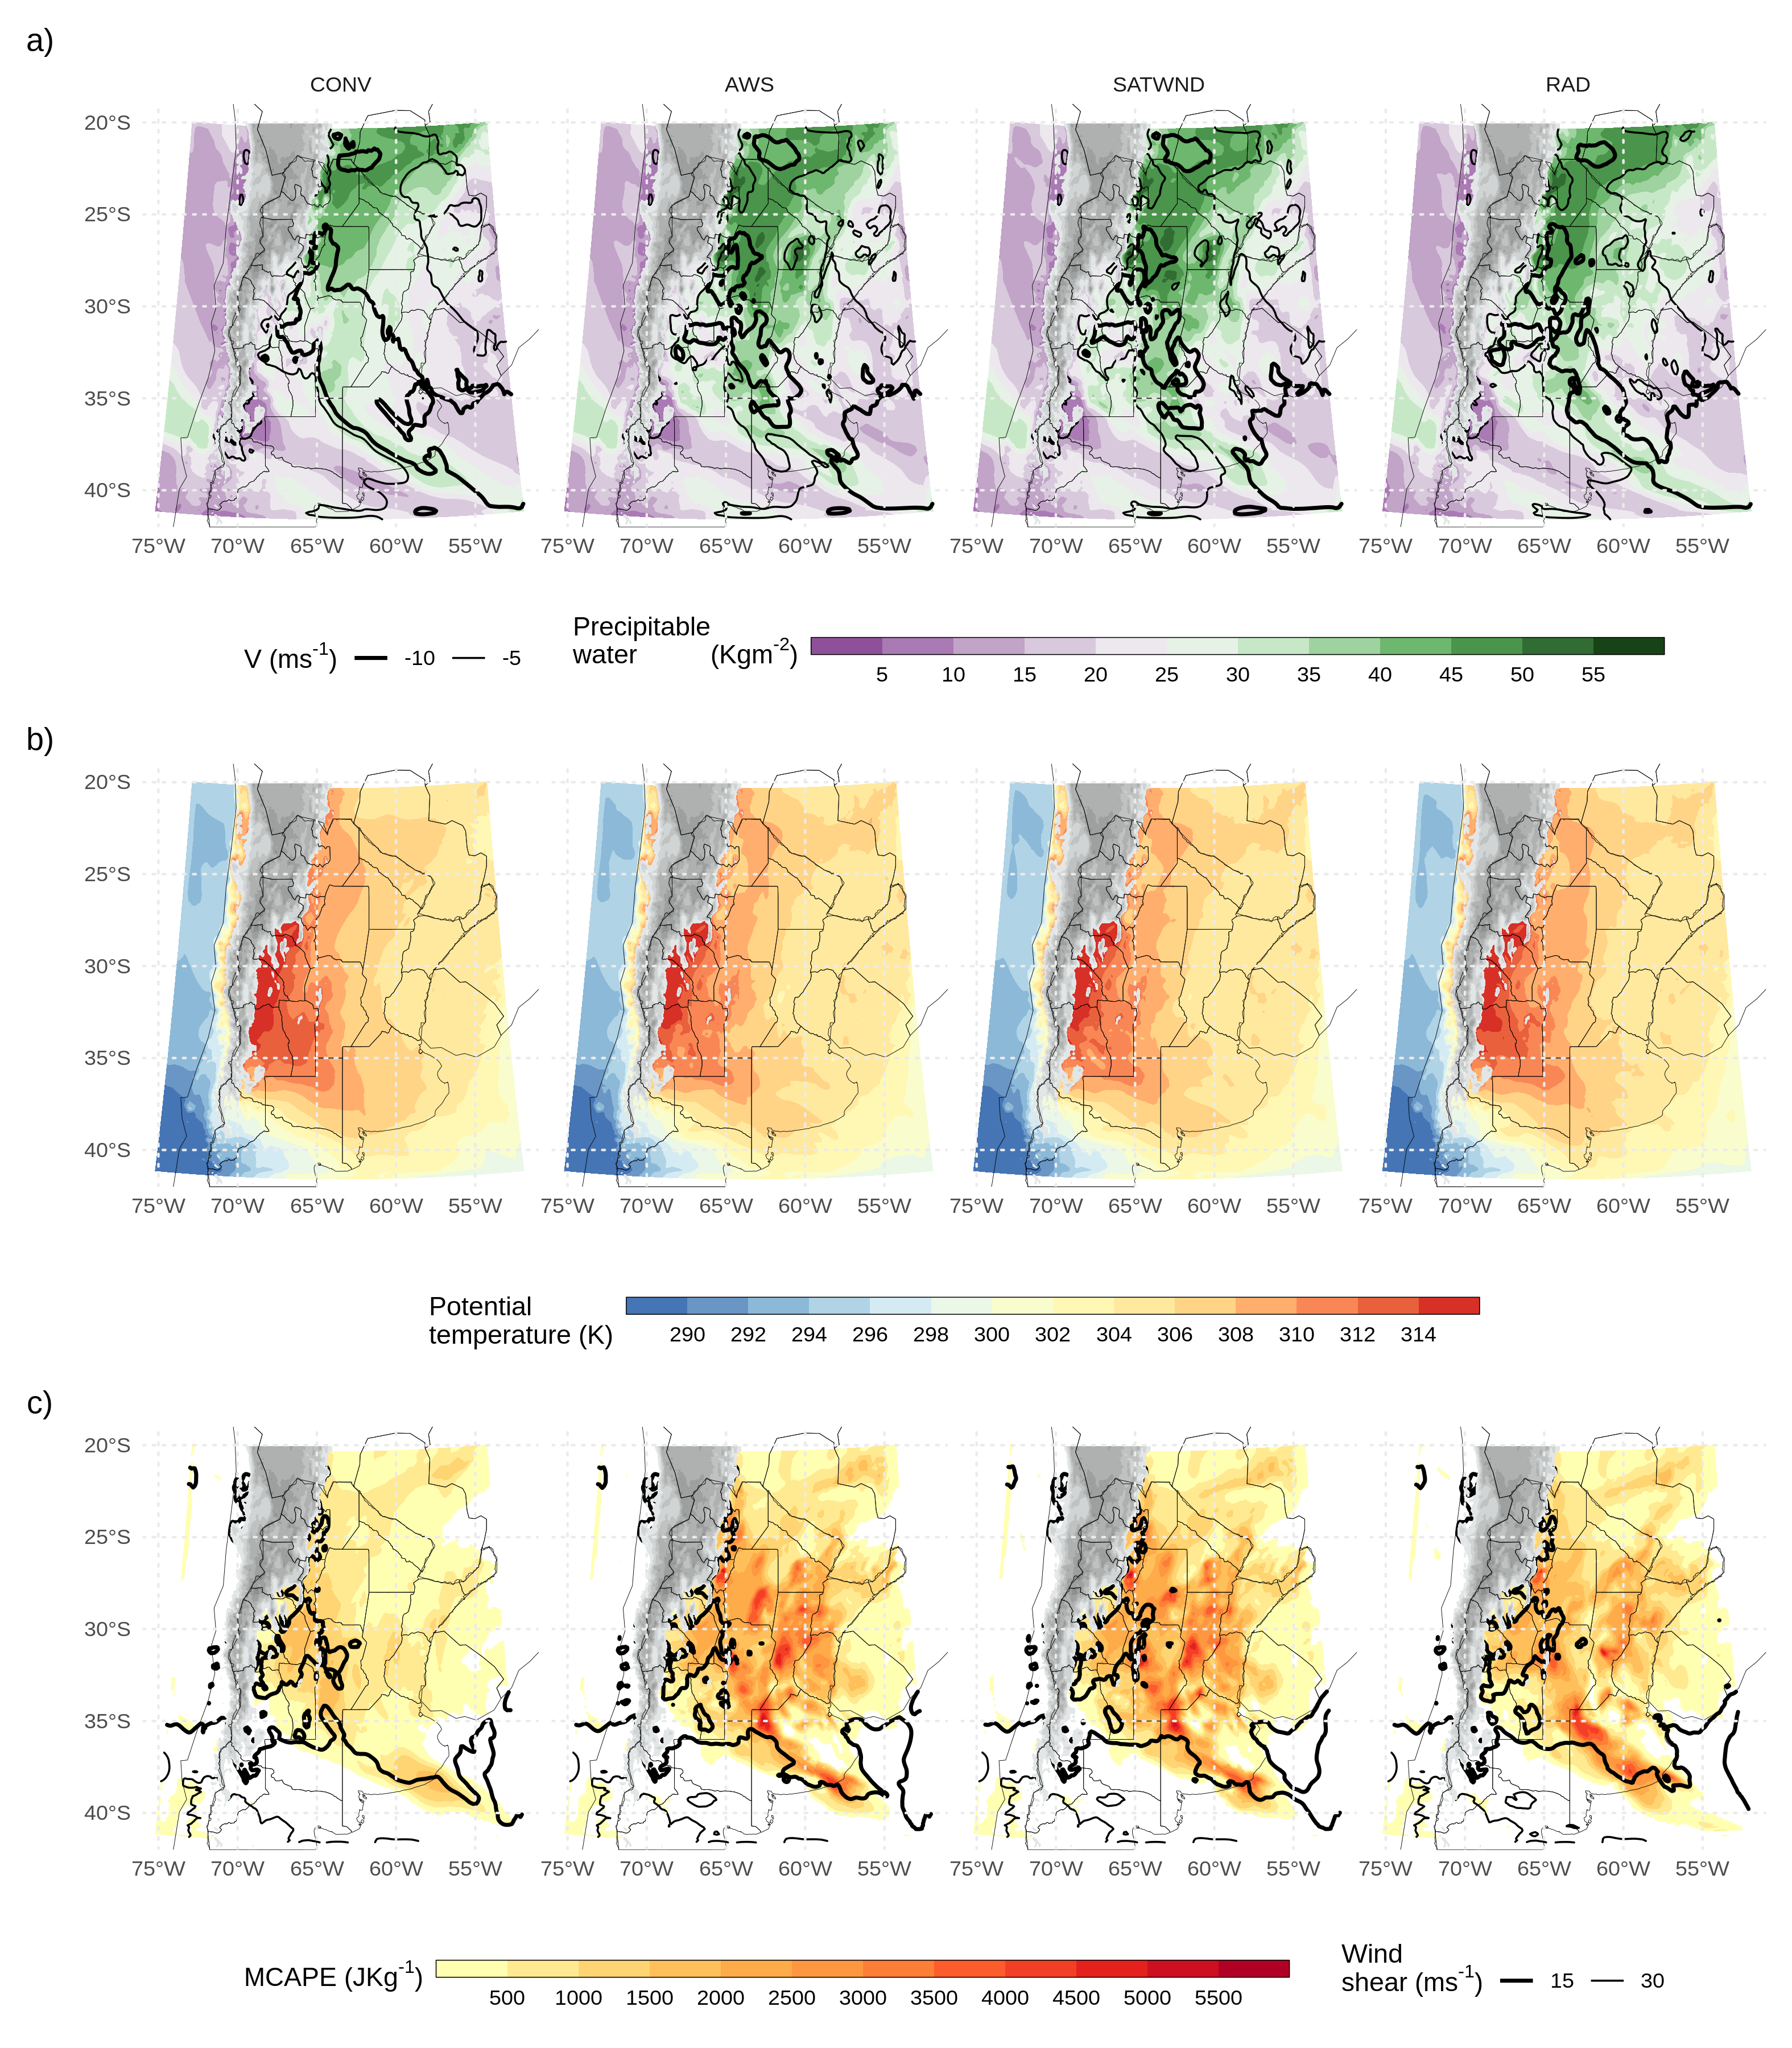 a)
CONV AWS SATWND RAD
20°S
25°S
30°S
35°S
40°S
75°W 70°W 65°W 60°W 55°W 75°W 70°W 65°W 60°W 55°W 75°W 70°W 65°W 60°W 55°W 75°W 70°W 65°W 60°W 55°W
V (ms-1) -10 -5
Precipitable
water (Kgm-2)
5 10 15 20 25 30 35 40 45 50 55
b)
20°S
25°S
30°S
35°S
40°S
75°W 70°W 65°W 60°W 55°W 75°W 70°W 65°W 60°W 55°W 75°W 70°W 65°W 60°W 55°W 75°W 70°W 65°W 60°W 55°W
Potential
temperature (K)
290 292 294 296 298 300 302 304 306 308 310 312 314
c)
20°S
25°S
30°S
35°S
40°S
75°W 70°W 65°W 60°W 55°W 75°W 70°W 65°W 60°W 55°W 75°W 70°W 65°W 60°W 55°W 75°W 70°W 65°W 60°W 55°W
MCAPE (JKg-1)
500 1000 1500 2000 2500 3000 3500 4000 4500 5000 5500
Wind
shear (ms-1) 15 30